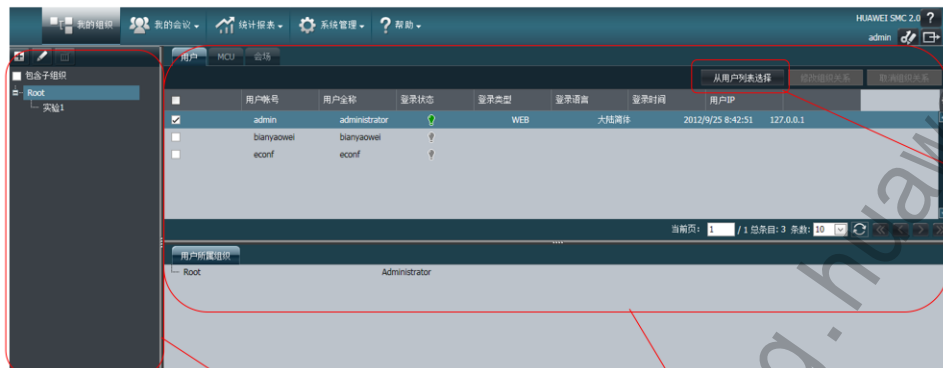 HUAWEI SMC 2.0 ?
我的组织 我的会议 统计报表 系统管理 ? 帮助
admin
用户 MCU 会场
包含子组织
从用户列表选择 修改组织关系 取消组织关系
Root
实验1
用户帐号 用户全称 登录状态 登录类型 登录语言 登录时间 用户IP
admin administrator WEB 大陆简体 2012/9/25 8:42:51 127.0.0.1
bianyaowei bianyaowei
econf econf
当前页: 1 / 1 总条目: 3 条数: 10
用户所属组织
Root Administrator
g.huaw